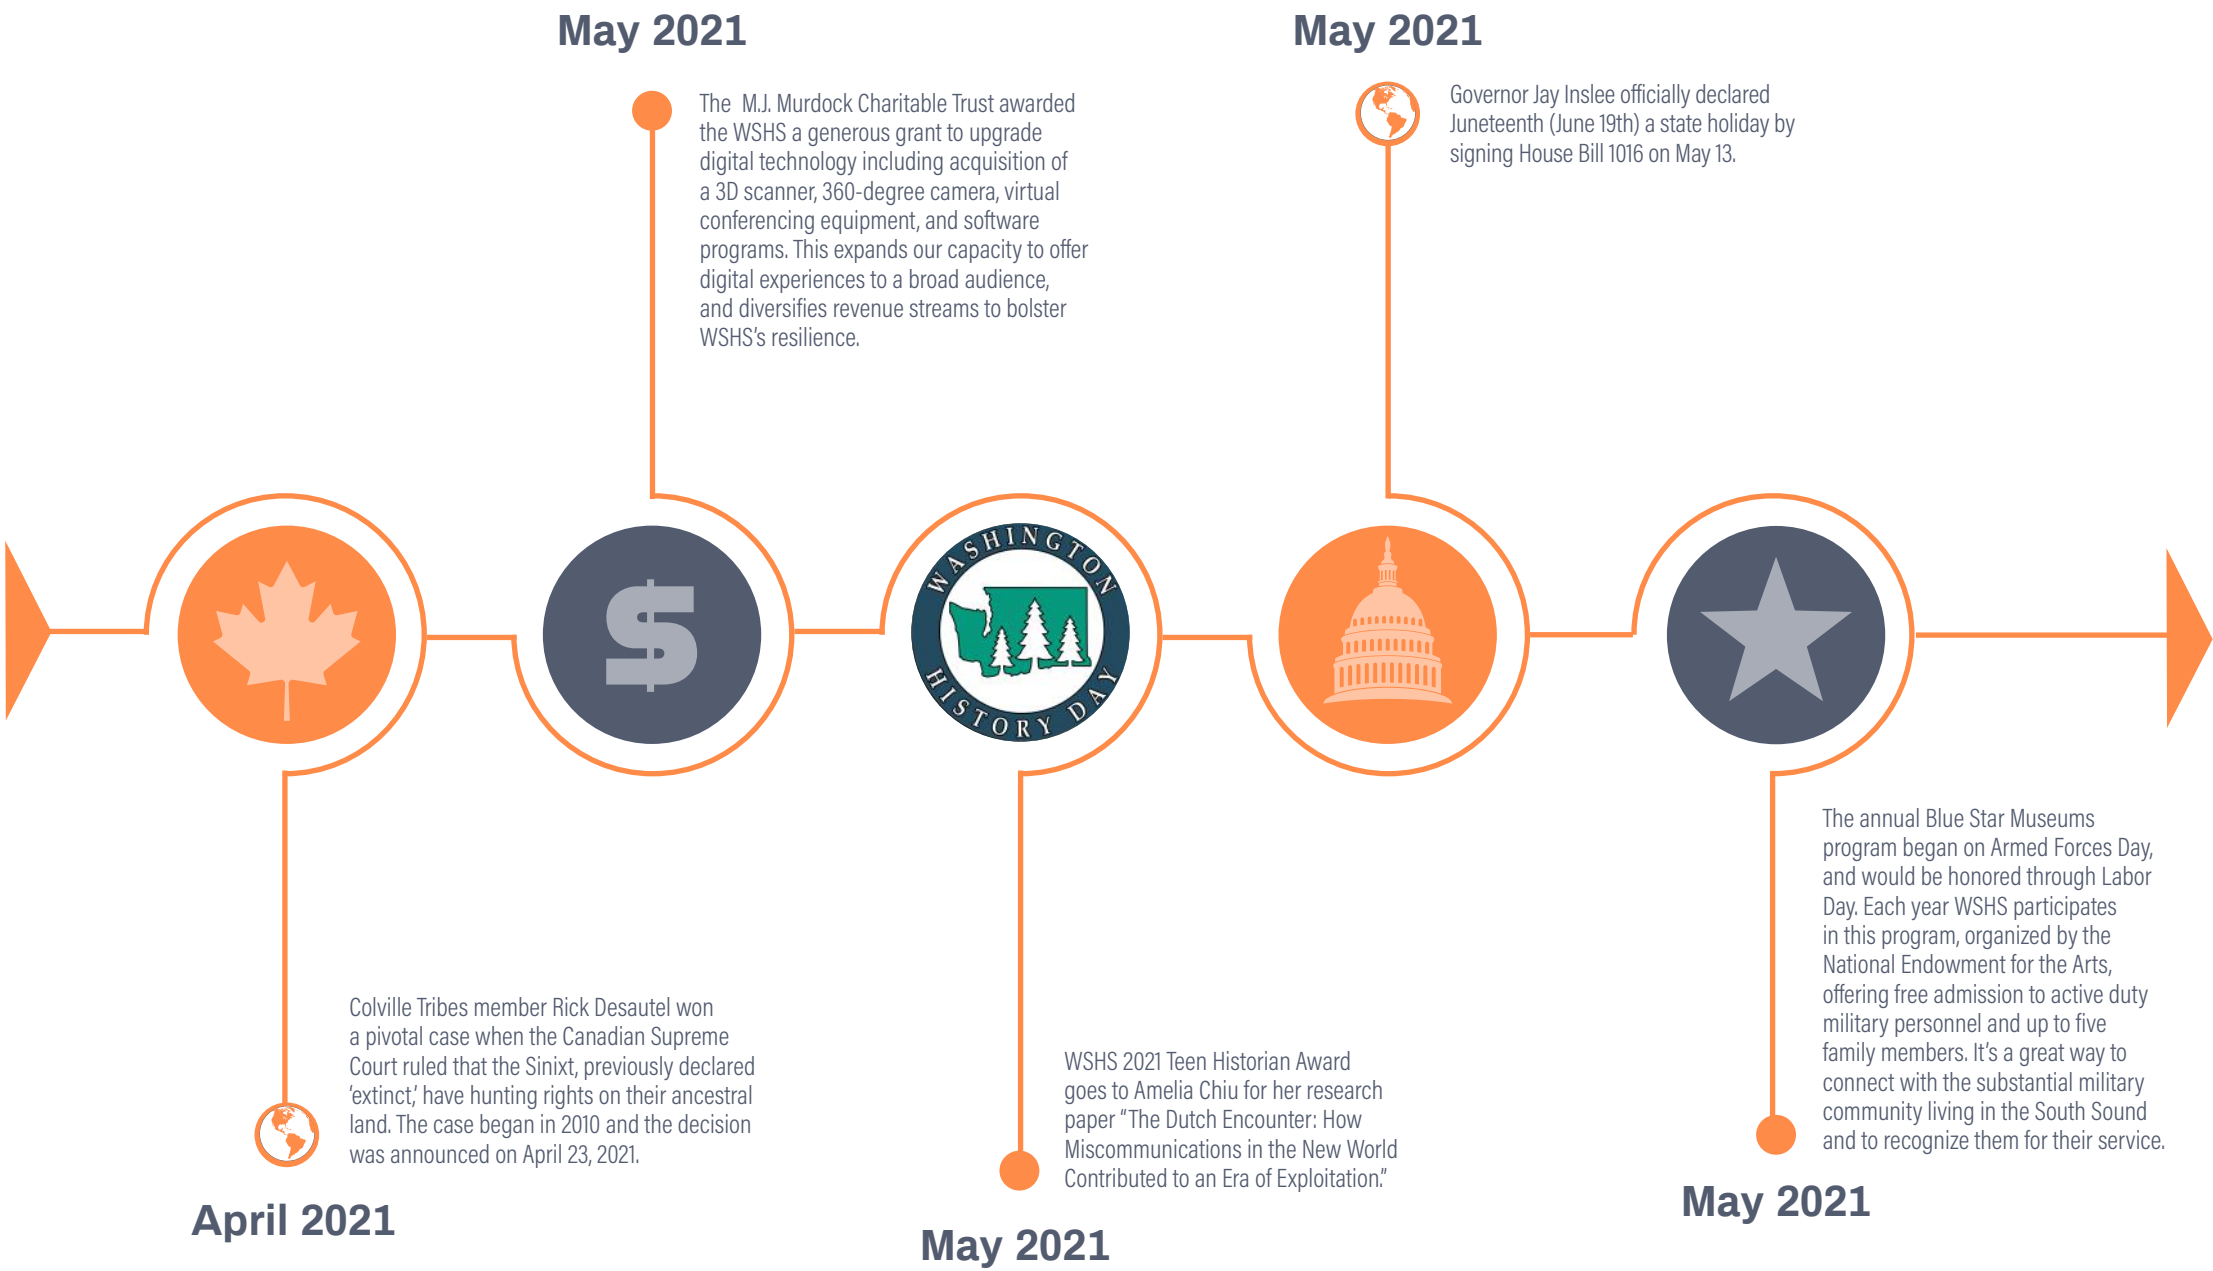 May 2021
The M.J. Murdock Charitable Trust awarded
the WSHS a generous grant to upgrade
digital technology including acquisition of
a 3D scanner, 360-degree camera, virtual
conferencing equipment, and software
programs. This expands our capacity to offer
digital experiences to a broad audience,
and diversifies revenue streams to bolster
WSHS’s resilience.
May 2021
Governor Jay Inslee officially declared
Juneteenth (June 19th) a state holiday by
signing House Bill 1016 on May 13.
$
WASHINGTON
HISTORY DAY
Colville Tribes member Rick Desautel won
a pivotal case when the Canadian Supreme
Court ruled that the Sinixt, previously declared
‘extinct,’ have hunting rights on their ancestral
land. The case began in 2010 and the decision
was announced on April 23, 2021.
April 2021
WSHS 2021 Teen Historian Award
goes to Amelia Chiu for her research
paper “The Dutch Encounter: How
Miscommunications in the New World
Contributed to an Era of Exploitation.”
May 2021
The annual Blue Star Museums
program began on Armed Forces Day,
and would be honored through Labor
Day. Each year WSHS participates
in this program, organized by the
National Endowment for the Arts,
offering free admission to active duty
military personnel and up to five
family members. It’s a great way to
connect with the substantial military
community living in the South Sound
and to recognize them for their service.
May 2021